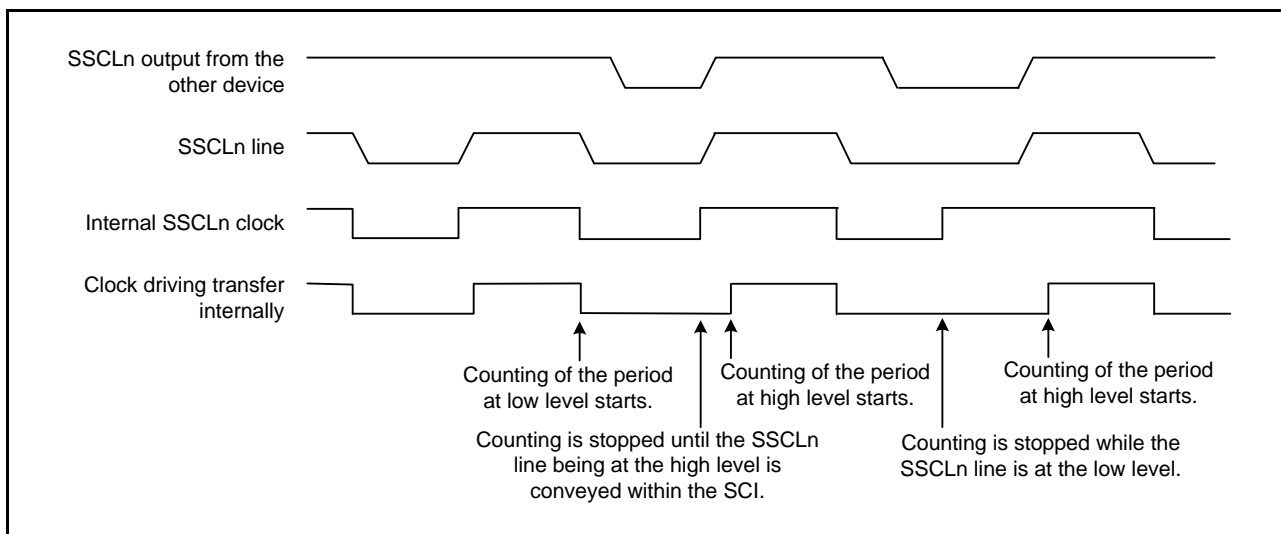 SSCLn output from the
other device
SSCLn line
Internal SSCLn clock
Clock driving transfer
internally
Counting of the period
at low level starts.
Counting of the period
at high level starts.
Counting of the period
at high level starts.
Counting is stopped until the SSCLn
line being at the high level is
conveyed within the SCI.
Counting is stopped while the
SSCLn line is at the low level.